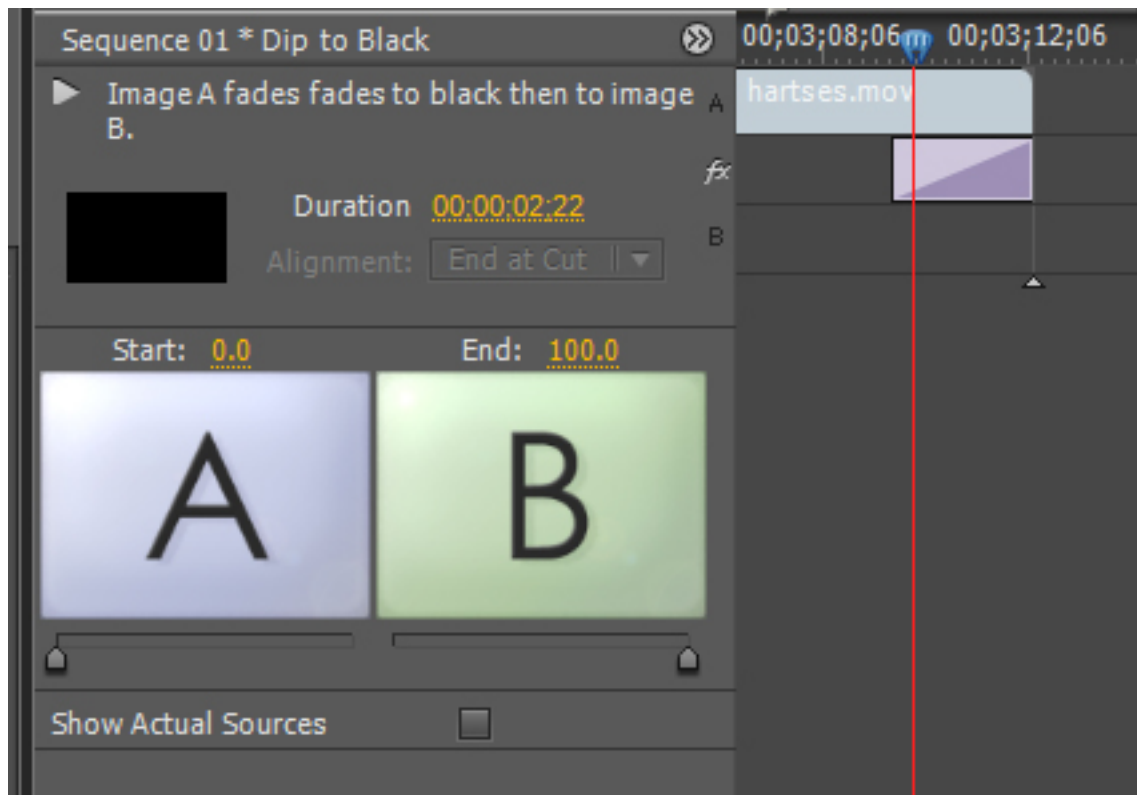 Sequence 01 * Dip to Black
Image A fades fades to black then to image
B.
Duration 00;00;02;22
Alignment: End at Cut
Start: 0.0 End: 100.0
A B
Show Actual Sources
00;03;08;06 00;03;12;06
A hartses.mov
fx
B